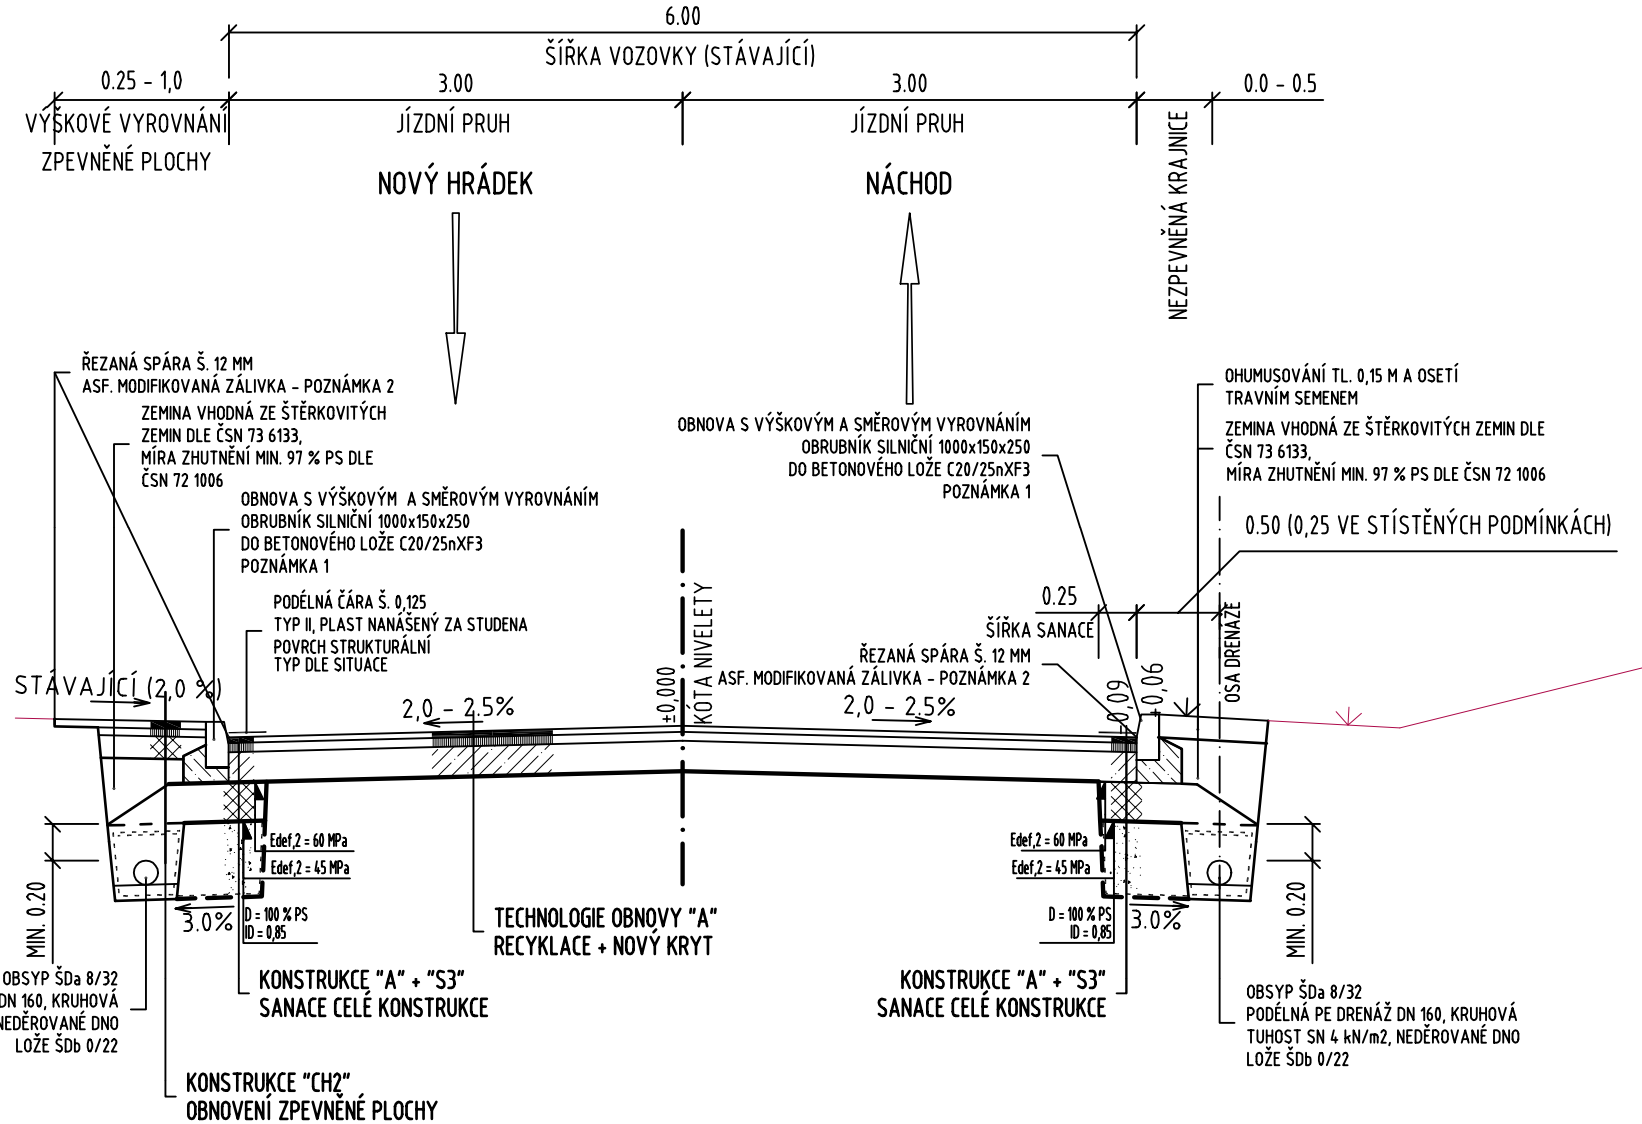 6.00
ŠÍŘKA VOZOVKY (STÁVAJÍCÍ)
0.25 - 1,0
3.00
3.00
0.0 - 0.5
VÝŠKOVÉ VYROVNÁNÍ
ZPEVNĚNÉ PLOCHY
JÍZDNÍ PRUH
JÍZDNÍ PRUH
NEZPEVNĚNÁ KRAJNICE
NOVÝ HRÁDEK
NÁCHOD
ŘEZANÁ SPÁRA Š. 12 MM
ASF. MODIFIKOVANÁ ZÁLIVKA - POZNÁMKA 2
ZEMINA VHODNÁ ZE ŠTĚRKOVITÝCH
ZEMIN DLE ČSN 73 6133,
MÍRA ZHUTNĚNÍ MIN. 97 % PS DLE
ČSN 72 1006
OBNOVA S VÝŠKOVÝM A SMĚROVÝM VYROVNÁNÍM
OBRUBNÍK SILNIČNÍ 1000x150x250
DO BETONOVÉHO LOŽE C20/25nXF3
POZNÁMKA 1
PODÉLNÁ ČÁRA Š. 0,125
TYP II, PLAST NANÁŠENÝ ZA STUDENA
POVRCH STRUKTURÁLNÍ
TYP DLE SITUACE
OBNOVA S VÝŠKOVÝM A SMĚROVÝM VYROVNÁNÍM
OBRUBNÍK SILNIČNÍ 1000x150x250
DO BETONOVÉHO LOŽE C20/25nXF3
POZNÁMKA 1
OHUMUSOVÁNÍ TL. 0,15 M A OSETÍ
TRAVNÍM SEMENEM
ZEMINA VHODNÁ ZE ŠTĚRKOVITÝCH ZEMIN DLE
ČSN 73 6133,
MÍRA ZHUTNĚNÍ MIN. 97 % PS DLE ČSN 72 1006
0.50 (0,25 VE STÍSTĚNÝCH PODMÍNKÁCH)
0.25
ŠÍŘKA SANACE
OSA DRENÁŽE
ŘEZANÁ SPÁRA Š. 12 MM
ASF. MODIFIKOVANÁ ZÁLIVKA - POZNÁMKA 2
STÁVAJÍCÍ (2,0 %)
2,0 - 2.5%
±0,000
KÓTA NIVELETY
2,0 - 2.5%
-0,09
+0,06
Edef,2 = 60 MPa
Edef,2 = 45 MPa
Edef,2 = 60 MPa
Edef,2 = 45 MPa
MIN. 0.20
3.0%
D = 100 % PS
ID = 0,85
D = 100 % PS
ID = 0,85
3.0%
MIN. 0.20
TECHNOLOGIE OBNOVY "A"
RECYKLACE + NOVÝ KRYT
KONSTRUKCE "A" + "S3"
SANACE CELÉ KONSTRUKCE
KONSTRUKCE "A" + "S3"
SANACE CELÉ KONSTRUKCE
OBSYP ŠDa 8/32
DN 160, KRUHOVÁ
NEDĚROVANÉ DNO
LOŽE ŠDb 0/22
OBSYP ŠDa 8/32
PODÉLNÁ PE DRENÁŽ DN 160, KRUHOVÁ
TUHOST SN 4 kN/m2, NEDĚROVANÉ DNO
LOŽE ŠDb 0/22
KONSTRUKCE "CH2"
OBNOVENÍ ZPEVNĚNÉ PLOCHY